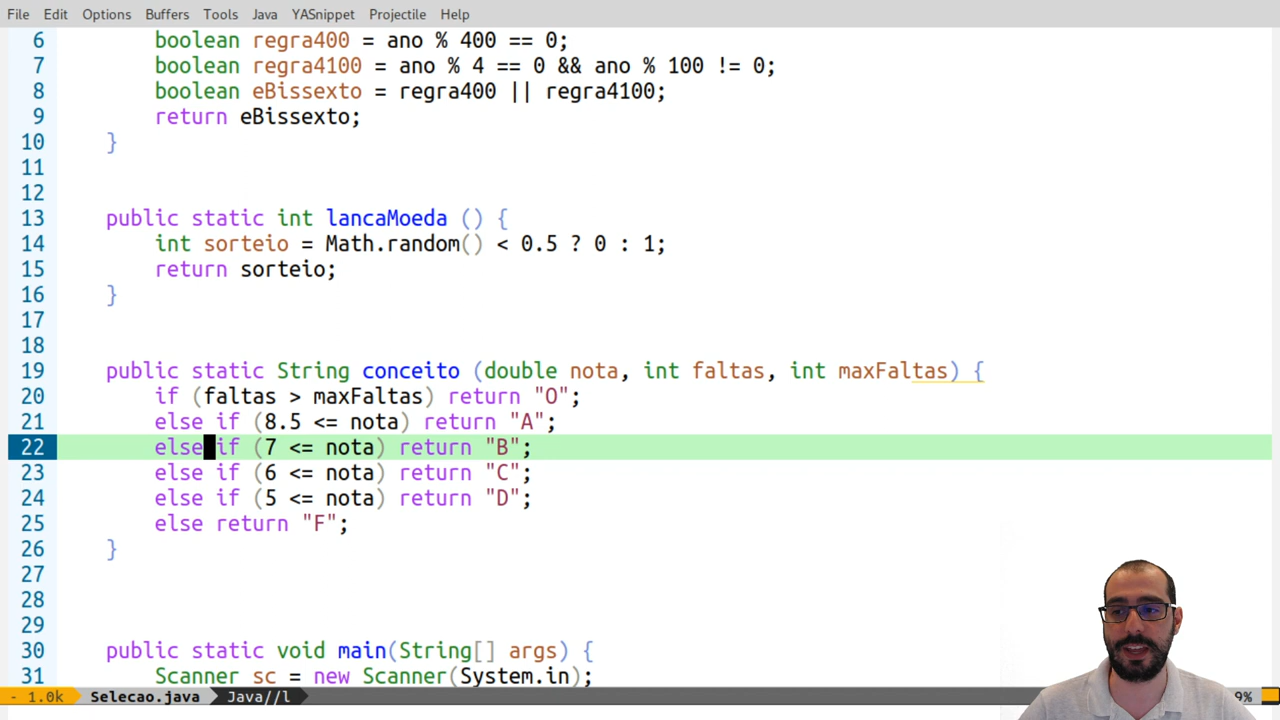 File Edit Options Buffers Tools Java YASnippet Projectile Help
6 boolean regra400 = ano % 400 == 0;
7 boolean regra4100 = ano % 4 == 0 && ano % 100 != 0;
8 boolean eBissexto = regra400 || regra4100;
9 return eBissexto;
10 }
11
12
13 public static int lancaMoeda () {
14 int sorteio = Math.random() < 0.5 ? 0 : 1;
15 return sorteio;
16 }
17
18
19 public static String conceito (double nota, int faltas, int maxFaltas) {
20 if (faltas > maxFaltas) return "O";
21 else if (8.5 <= nota) return "A";
22 else if (7 <= nota) return "B";
23 else if (6 <= nota) return "C";
24 else if (5 <= nota) return "D";
25 else return "F";
26 }
27
28
29
30 public static void main(String[] args) {
31 Scanner sc = new Scanner(System.in);
- 1.0k Selecao.java Java//l